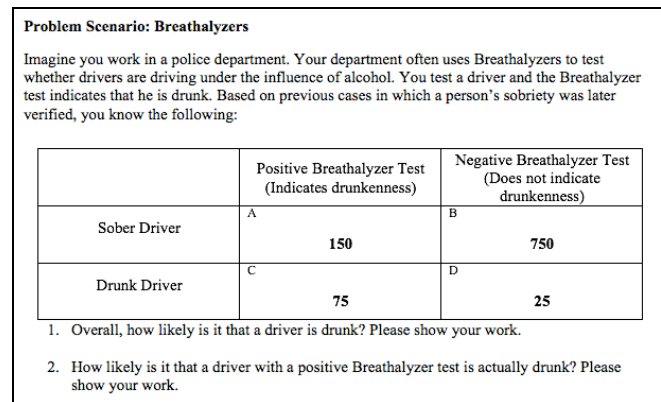 Problem Scenario: Breathalyzers
Imagine you work in a police department. Your department often uses Breathalyzers to test
whether drivers are driving under the influence of alcohol. You test a driver and the Breathalyzer
test indicates that he is drunk. Based on previous cases in which a person's sobriety was later
verified, you know the following:
Positive Breathalyzer Test
(Indicates drunkenness)
Negative Breathalyzer Test
(Does not indicate
drunkenness)
Sober Driver
A
150
B
750
Drunk Driver
C
75
D
25
1. Overall, how likely is it that a driver is drunk? Please show your work.
2. How likely is it that a driver with a positive Breathalyzer test is actually drunk? Please
show your work.